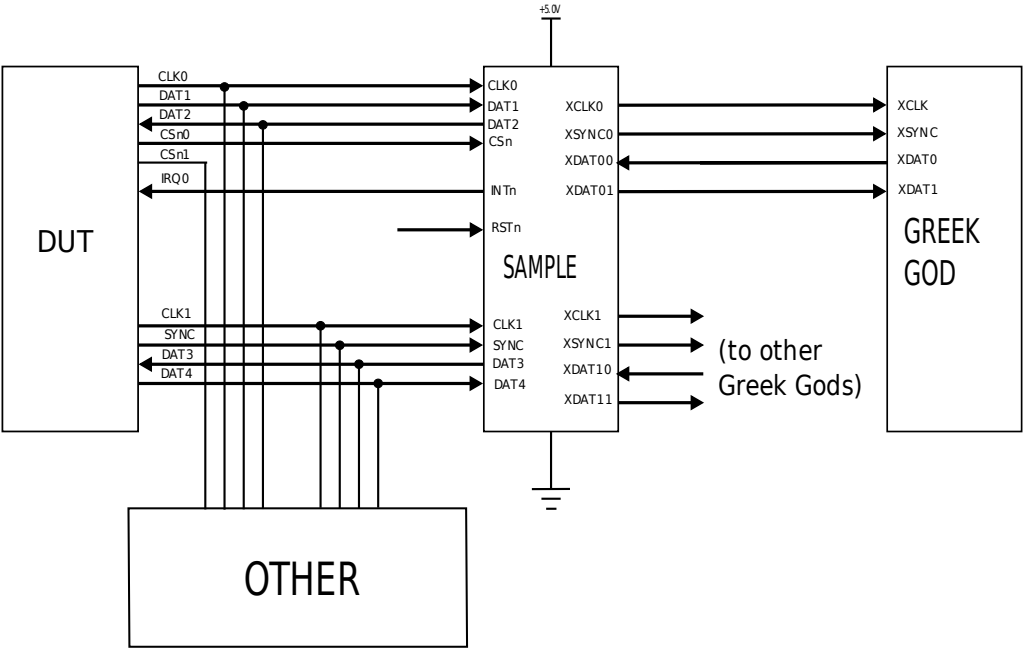 +5.0V
CLK0
DAT1
DAT2
CSn0
CSn1
IRQ0
DUT
CLK1
SYNC
DAT3
DAT4
CLK0
DAT1
DAT2
CSn
INTn
RSTn
SAMPLE
CLK1
SYNC
DAT3
DAT4
XCLK0
XSYNC0
XDAT00
XDAT01
XCLK1
XSYNC1
XDAT10
XDAT11
(to other
Greek Gods)
XCLK
XSYNC
XDAT0
XDAT1
GREEK
GOD
OTHER